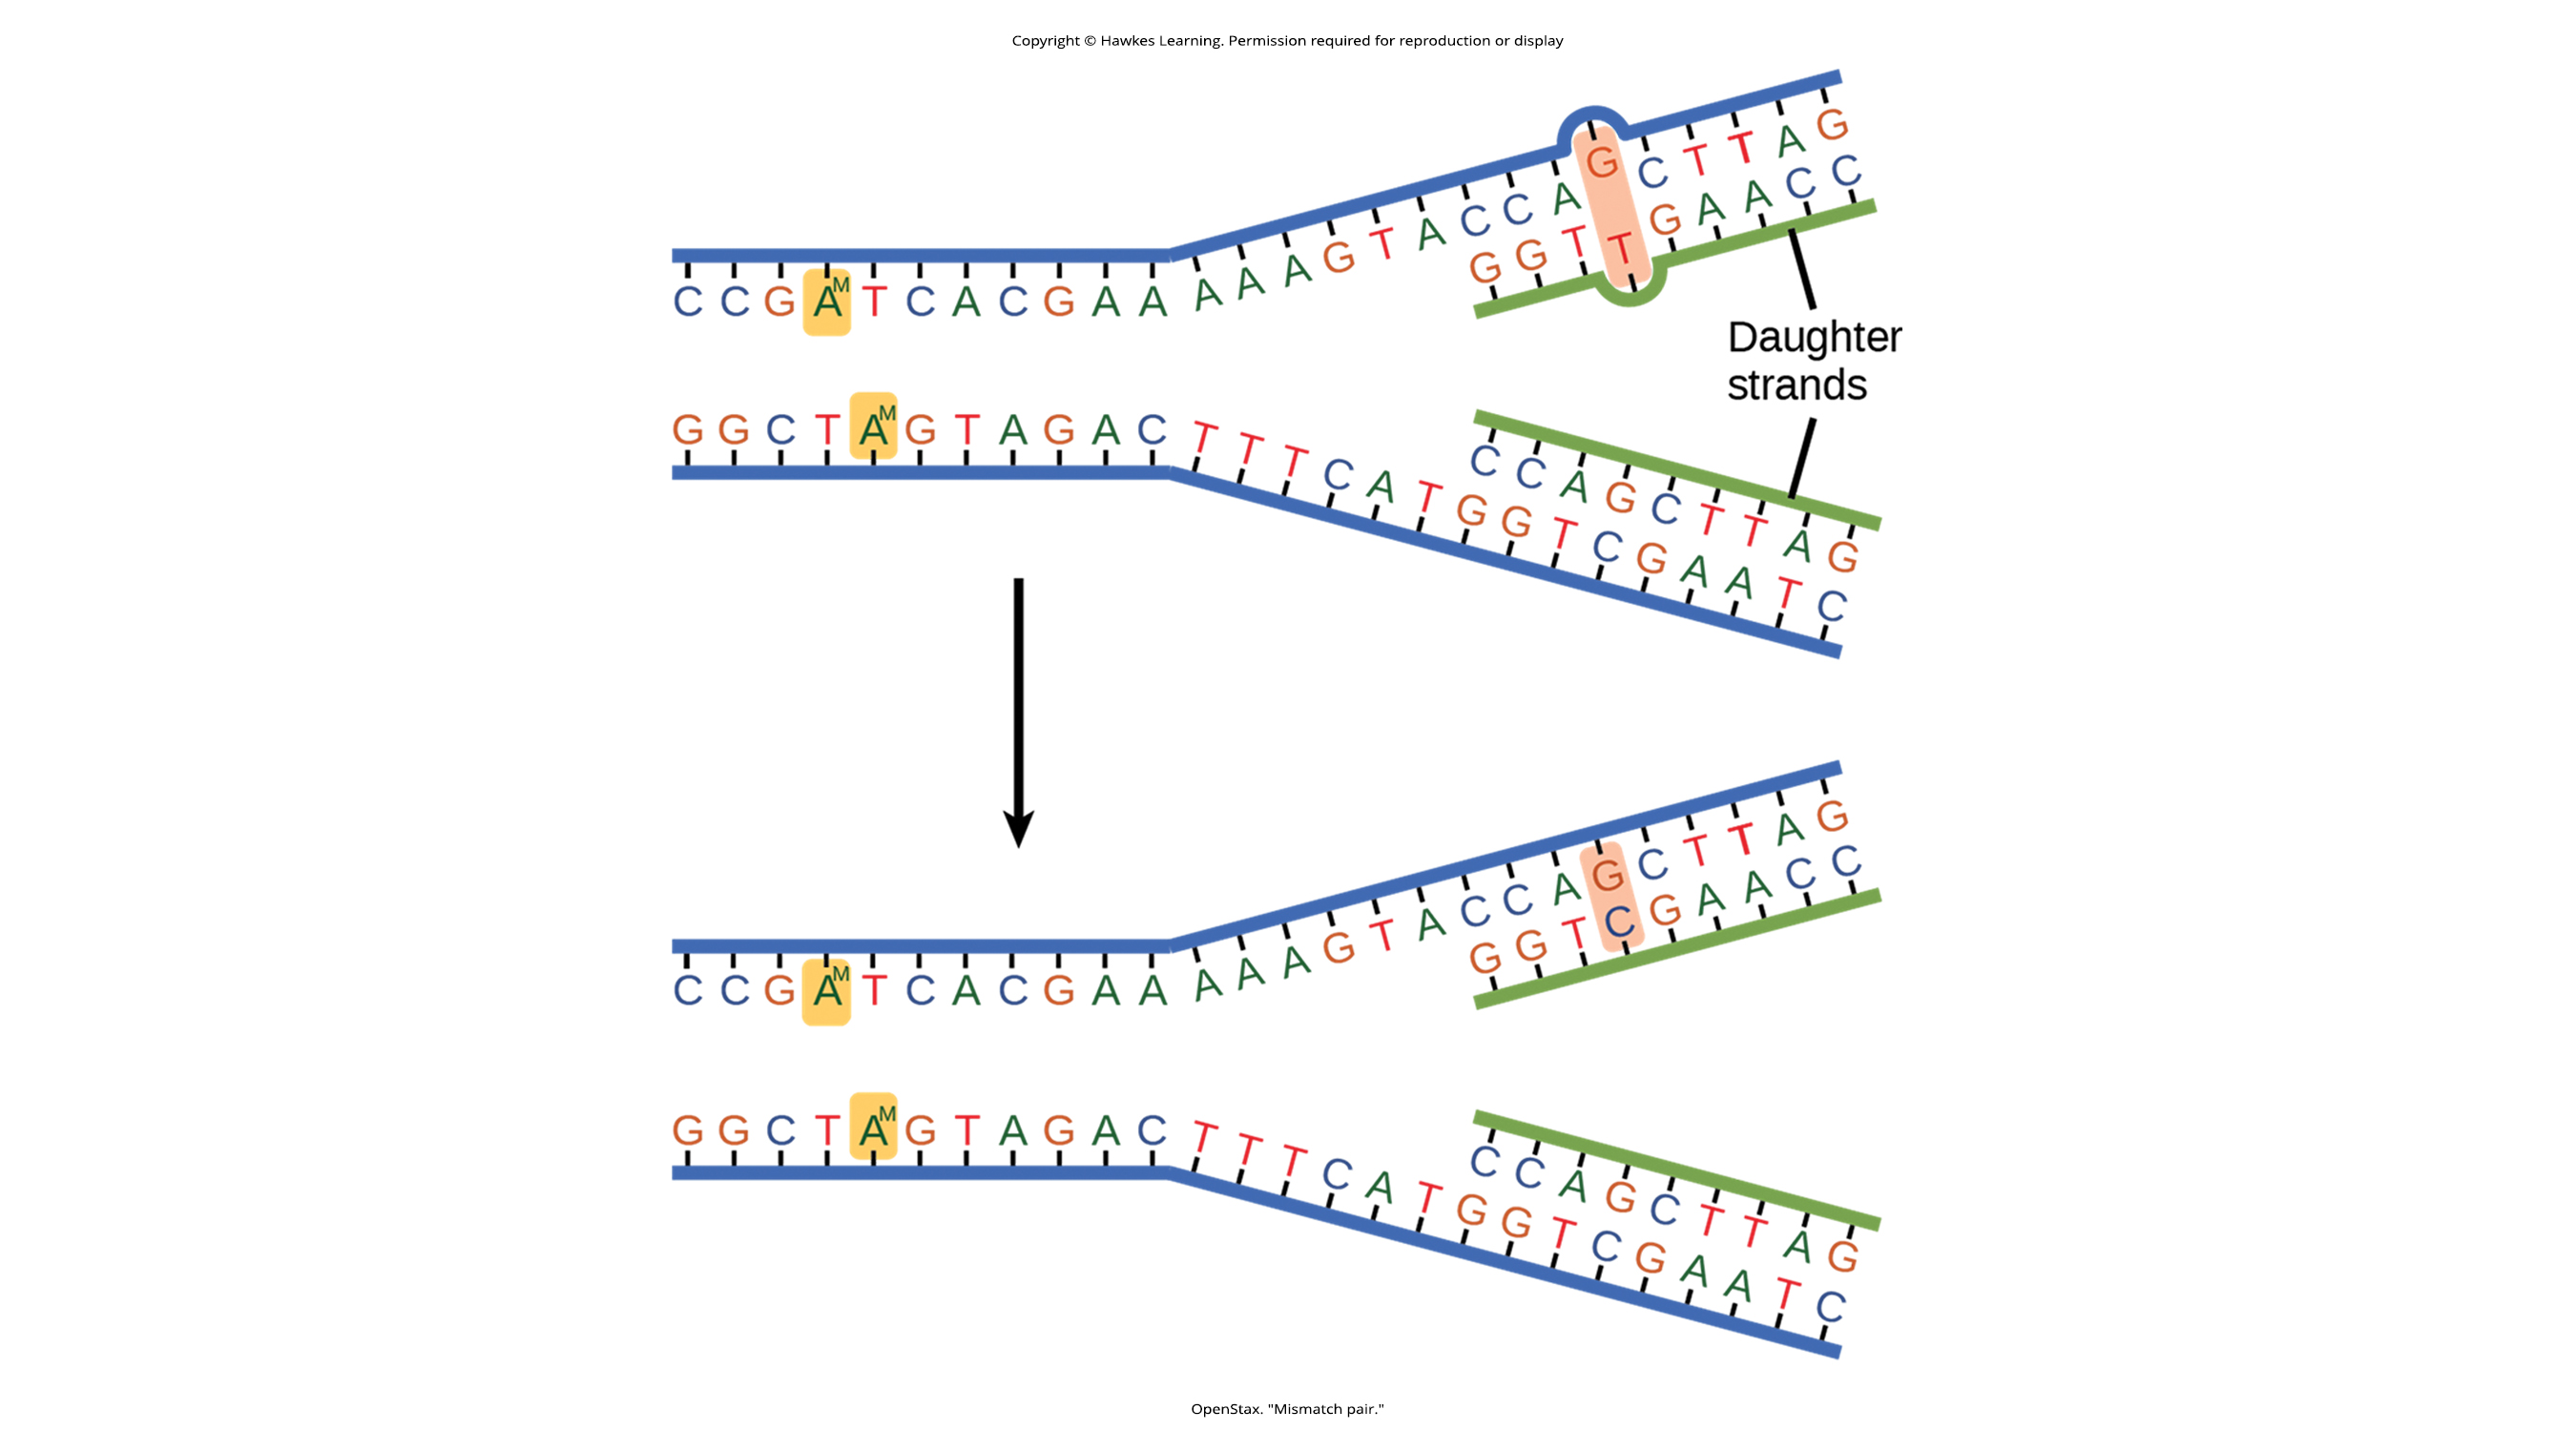 Copyright © Hawkes Learning. Permission required for reproduction or display
C C G A^M T C A C G A A A A A G T A C C A G C T T A G
G G T T G A A C C
Daughter
strands
C C A G C T T A G
G G C T A^M G T A G A C T T T C A T G G T C G A A T C
C C G A^M T C A C G A A A A A G T A C C A G C T T A G
G G T C G A A C C
C C A G C T T A G
G G C T A^M G T A G A C T T T C A T G G T C G A A T C
OpenStax. "Mismatch pair."